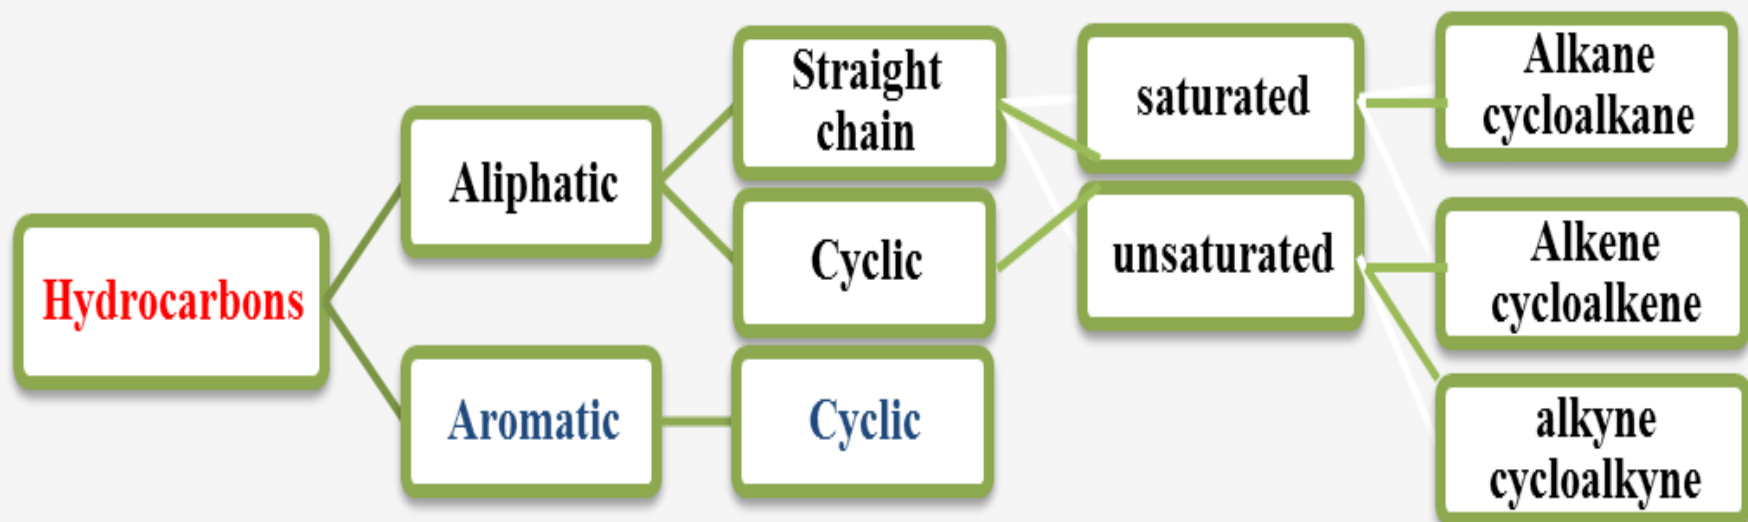 Hydrocarbons
Aliphatic
Aromatic
Straight
chain
Cyclic
Cyclic
saturated
unsaturated
Alkane
cycloalkane
Alkene
cycloalkene
alkyne
cycloalkyne